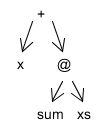 +
x @
sum xs